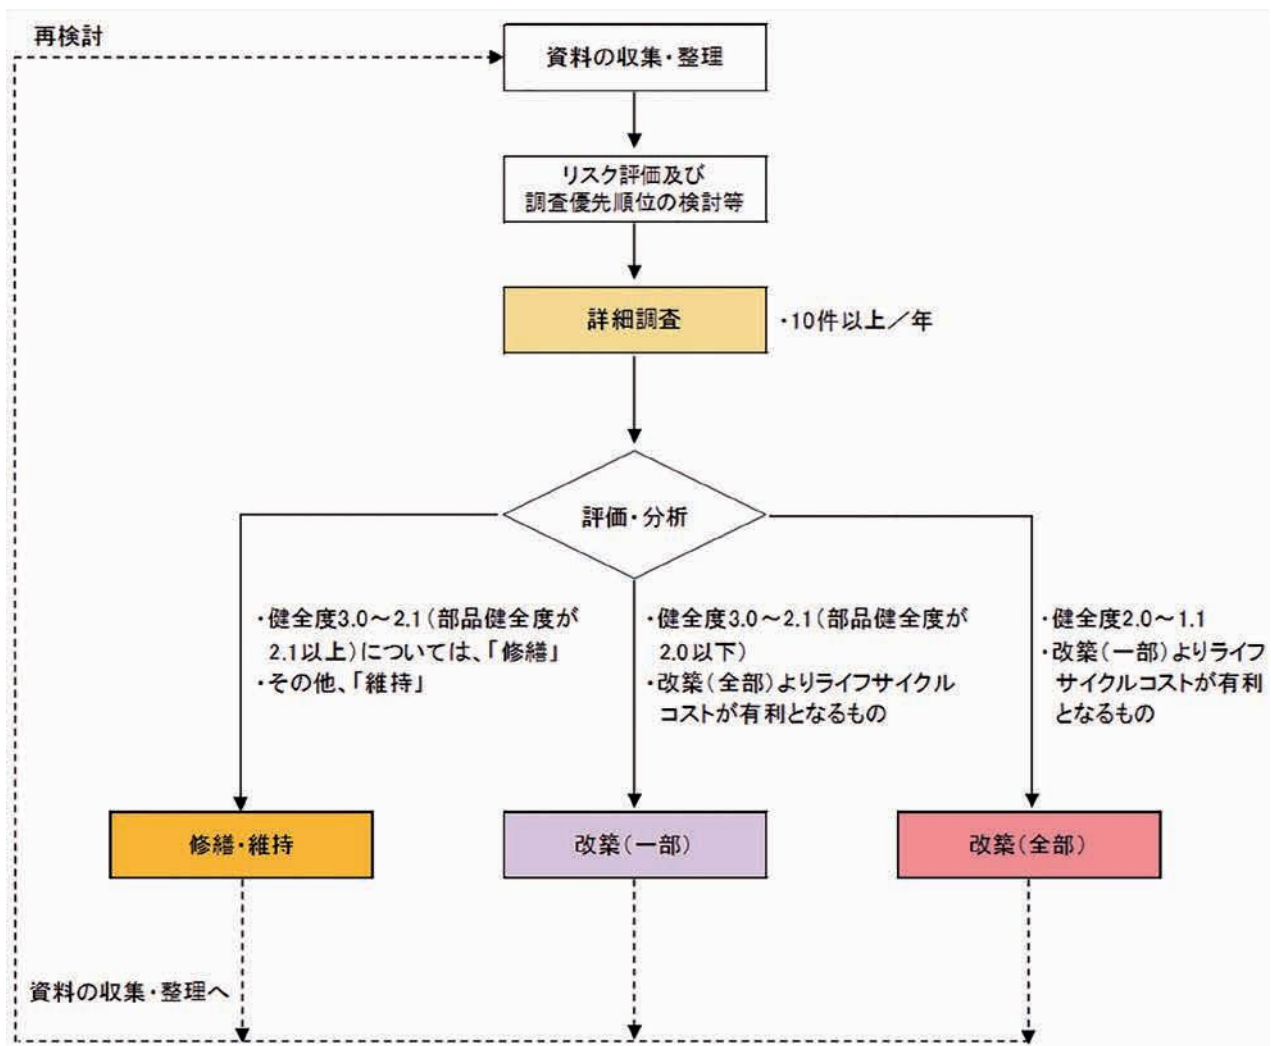 再検討
資料の収集・整理
リスク評価及び
調査優先順位の検討等
詳細調査
・10件以上／年
評価・分析
・健全度3.0～2.1（部品健全度が
2.1以上）については、「修繕」
・その他、「維持」
・健全度3.0～2.1（部品健全度が
2.0以下）
・改築（全部）よりライフサイクル
コストが有利となるもの
・健全度2.0～1.1
・改築（一部）よりライフ
サイクルコストが有利
となるもの
修繕・維持
改築（一部）
改築（全部）
資料の収集・整理へ